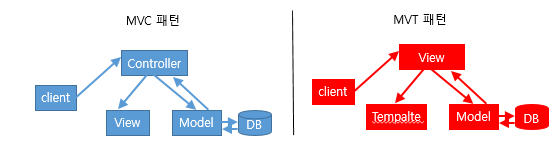 MVC 패턴
Controller
client
View
Model
DB
MVT 패턴
View
client
Tempalte
Model
DB